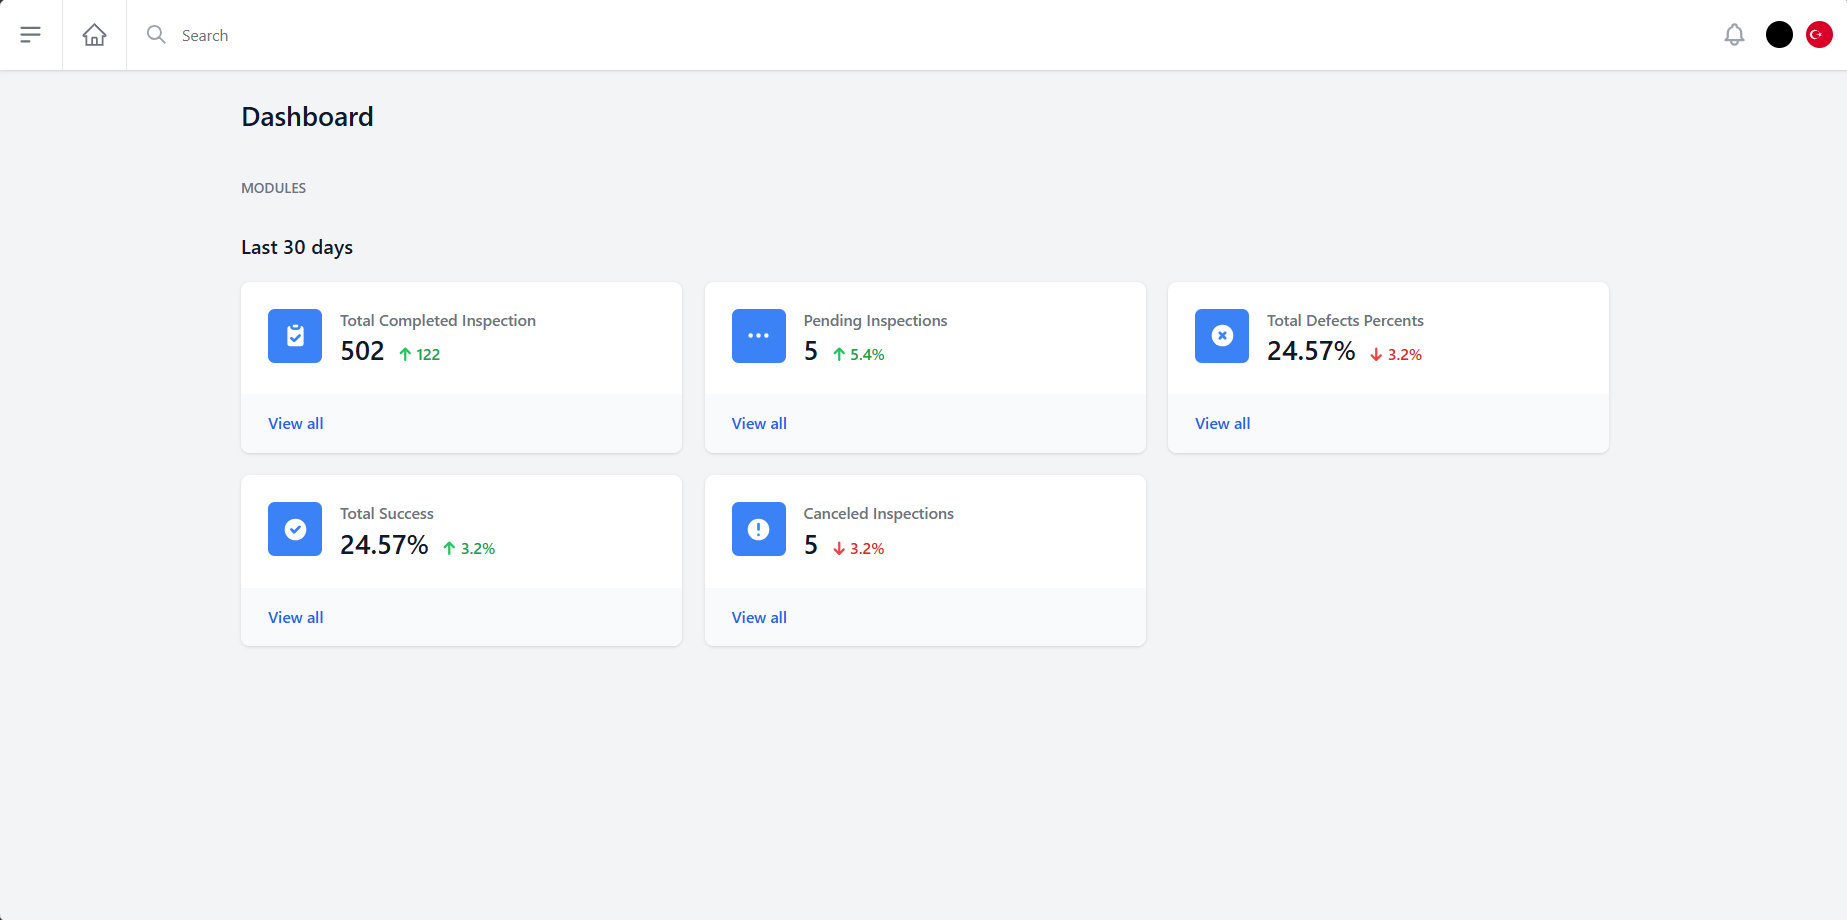 Search
Dashboard
MODULES
Last 30 days
Total Completed Inspection
502 122
View all
Pending Inspections
5 5.4%
View all
Total Defects Percents
24.57% 3.2%
View all
Total Success
24.57% 3.2%
View all
Canceled Inspections
5 3.2%
View all